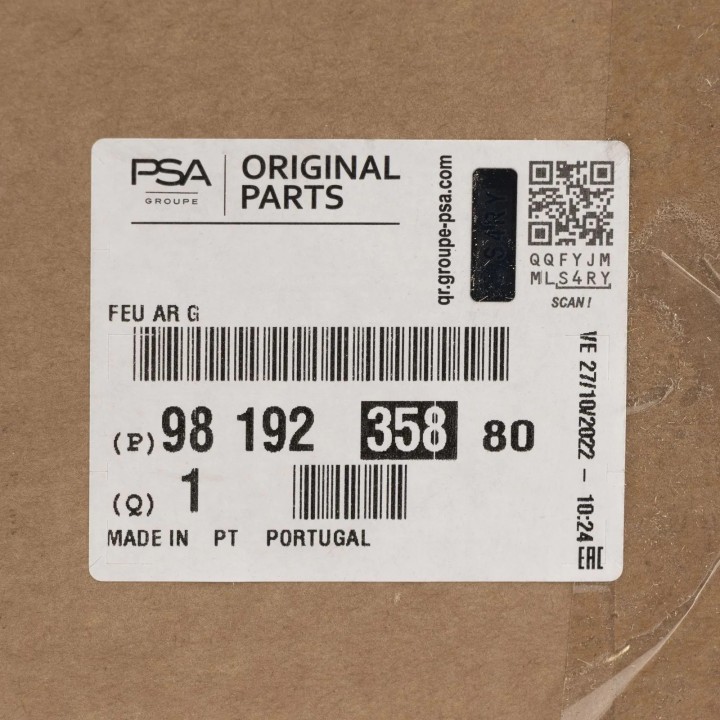 PSA
GROUPE
ORIGINAL
PARTS
qr.groupe-psa.com
QQFYJM
MLS4RY
SCAN!
FEU AR G
(P) 98 192 358 80
(Q) 1
MADE IN PT PORTUGAL
VE 27/10/2022 - 10:24
EAC